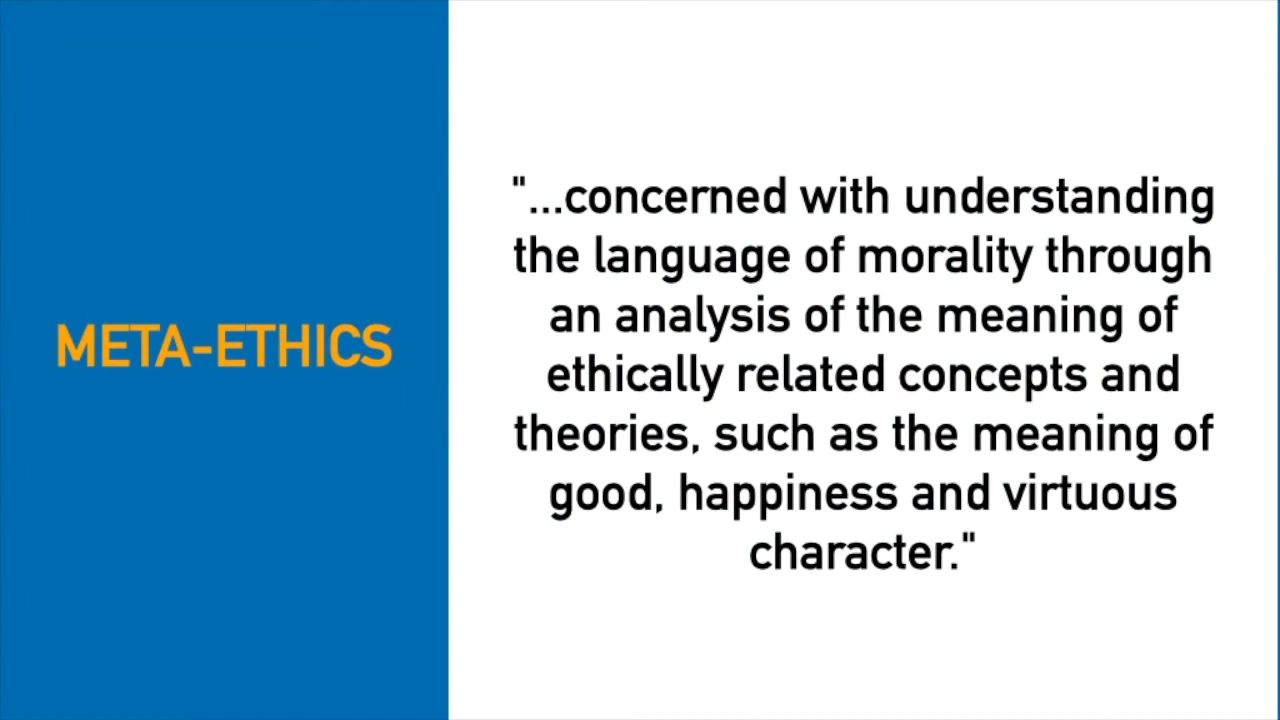 META-ETHICS
"...concerned with understanding
the language of morality through
an analysis of the meaning of
ethically related concepts and
theories, such as the meaning of
good, happiness and virtuous
character."